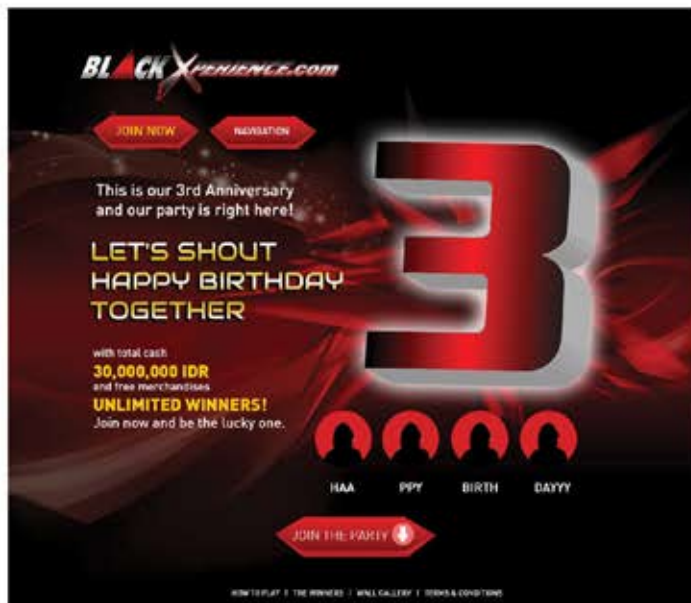 BLACKXPERIENCE.com
JOIN NOW
NAVIGATION
This is our 3rd Anniversary
and our party is right here!
LET'S SHOUT
HAPPY BIRTHDAY
TOGETHER
with total cash
30,000,000 IDR
and free merchandises
UNLIMITED WINNERS!
Join now and be the lucky one.
3
HAA PPY BIRTH DAYYY
JOIN THE PARTY
HOW TO PLAY | THE WINNERS | WALL GALLERY | TERMS & CONDITIONS